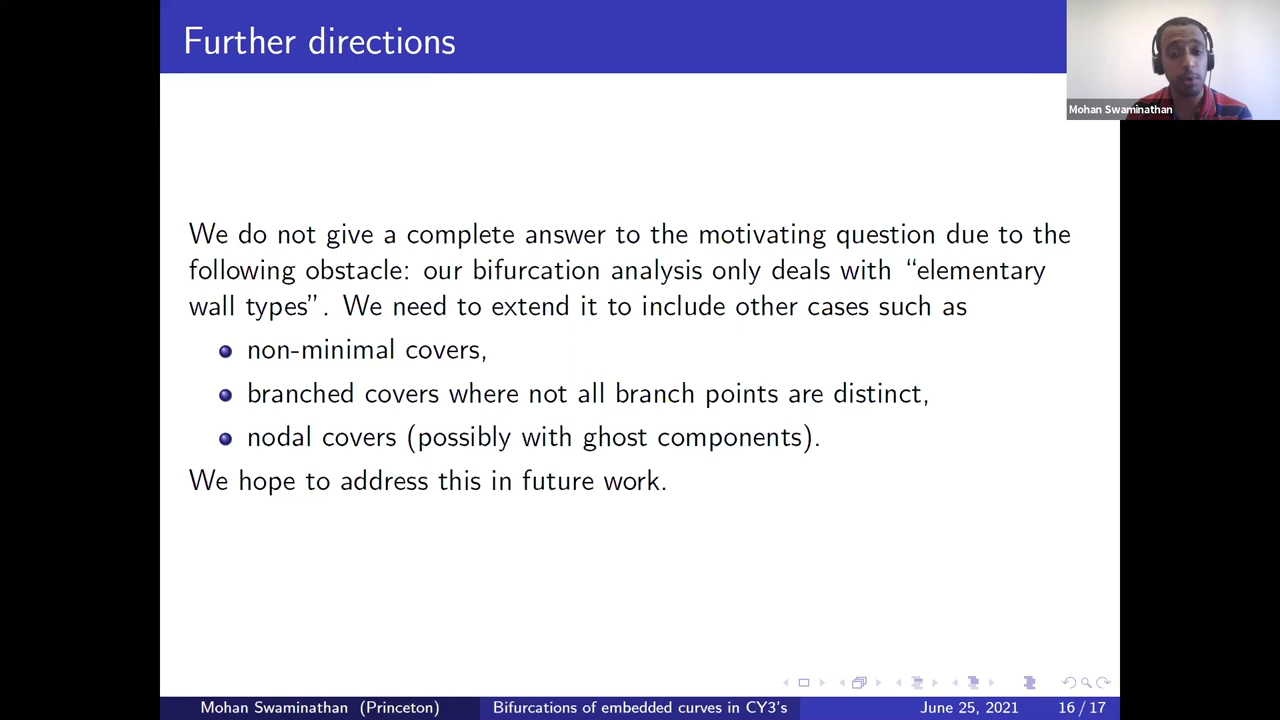 Further directions
Mohan Swaminathan
We do not give a complete answer to the motivating question due to the
following obstacle: our bifurcation analysis only deals with “elementary
wall types”. We need to extend it to include other cases such as
non-minimal covers,
branched covers where not all branch points are distinct,
nodal covers (possibly with ghost components).
We hope to address this in future work.
Mohan Swaminathan (Princeton) Bifurcations of embedded curves in CY3's June 25, 2021 16 / 17